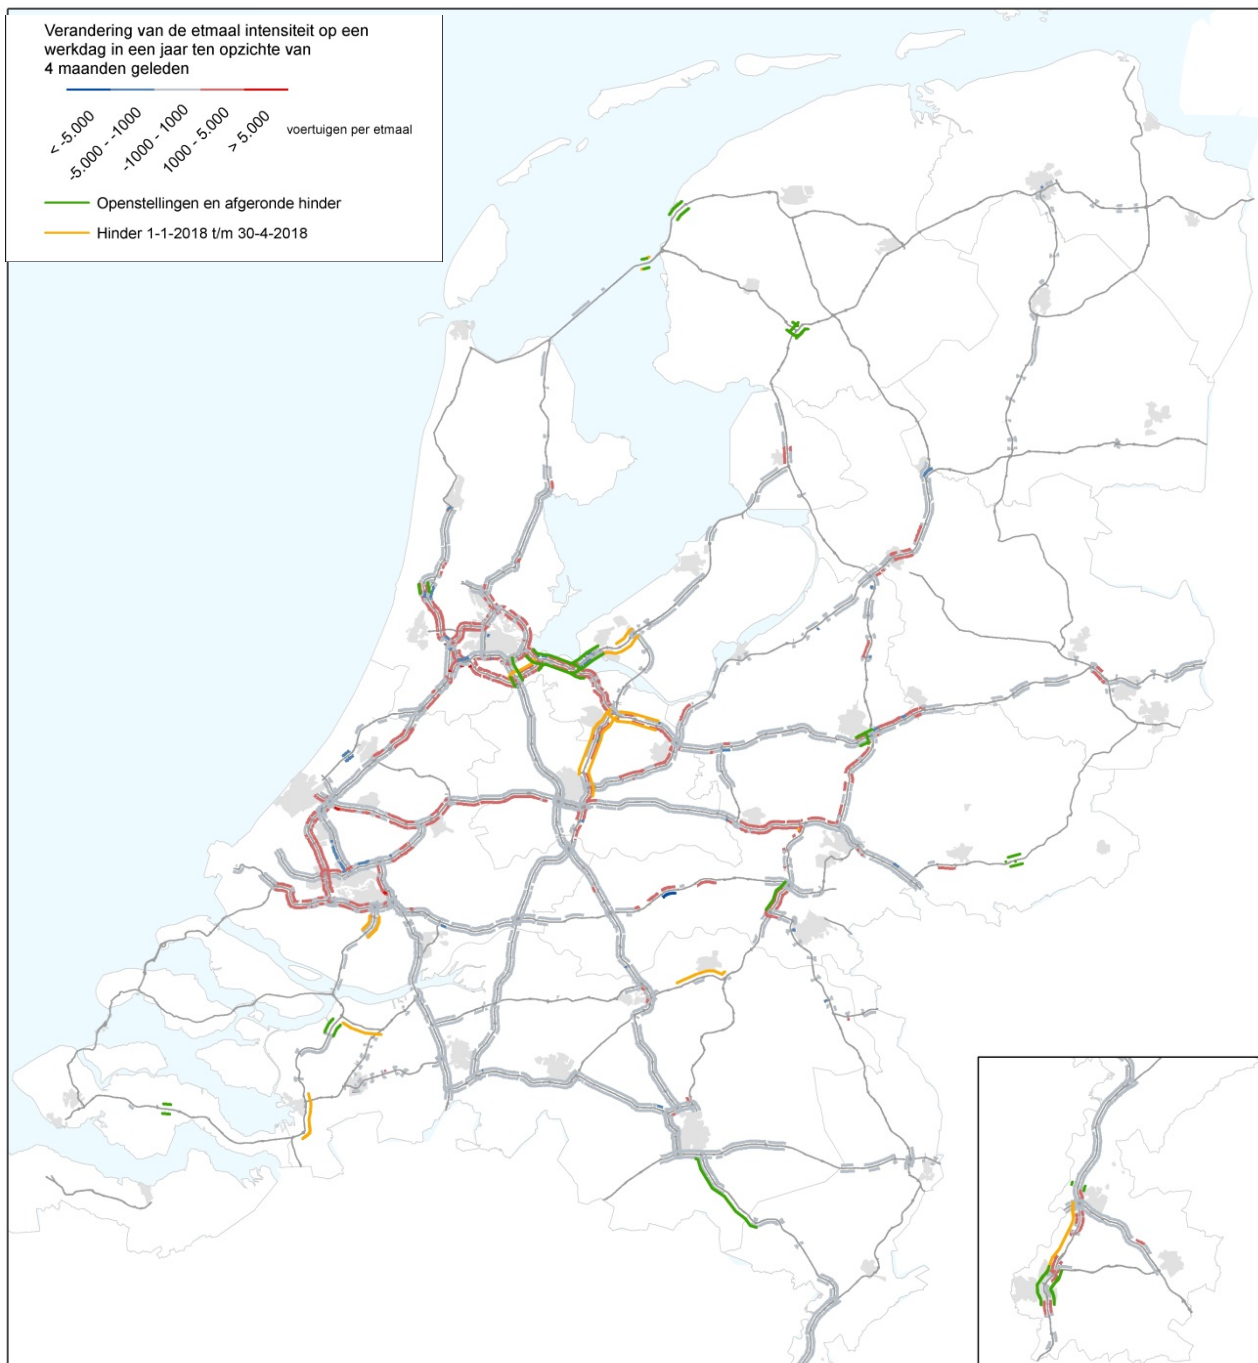 Verandering van de etmaal intensiteit op een
werkdag in een jaar ten opzichte van
4 maanden geleden
< -5.000
-5.000 - -1000
-1000 - 1000
1000 - 5.000
> 5.000
voertuigen per etmaal
Openstellingen en afgeronde hinder
Hinder 1-1-2018 t/m 30-4-2018